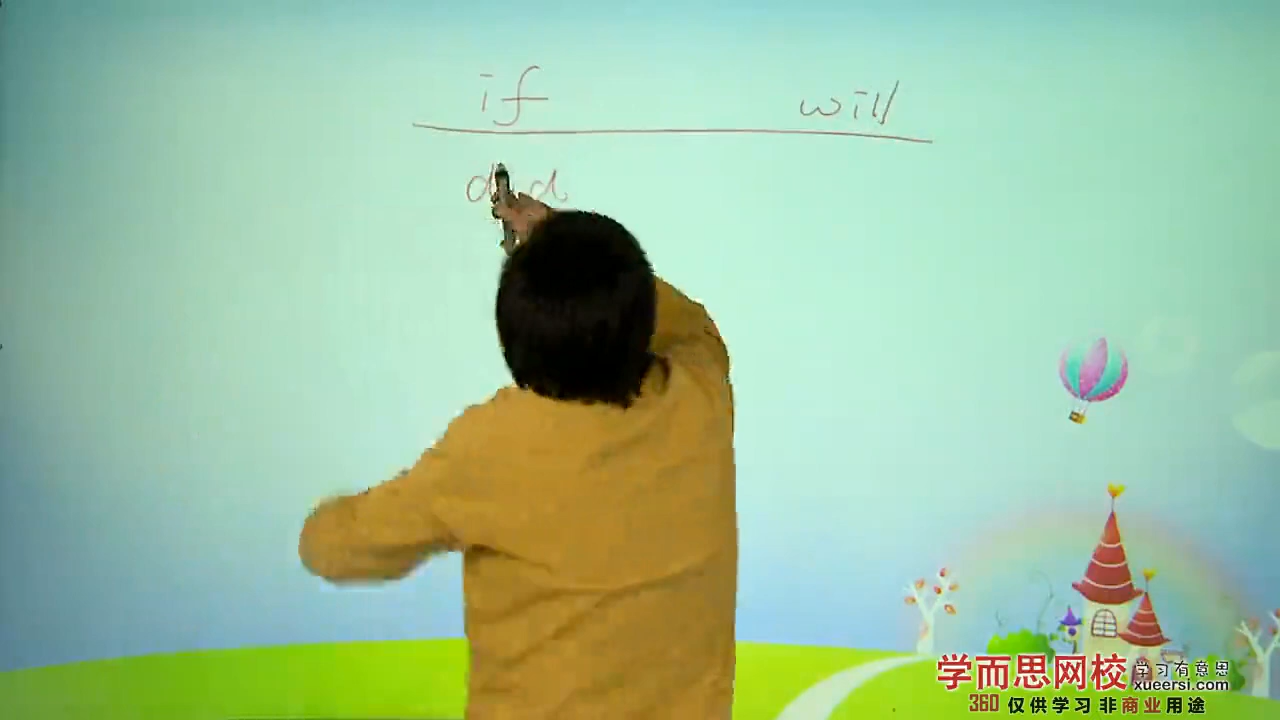 if will
did
学而思网校 学习有意思
xueersi.com
360 仅供学习 非商业用途